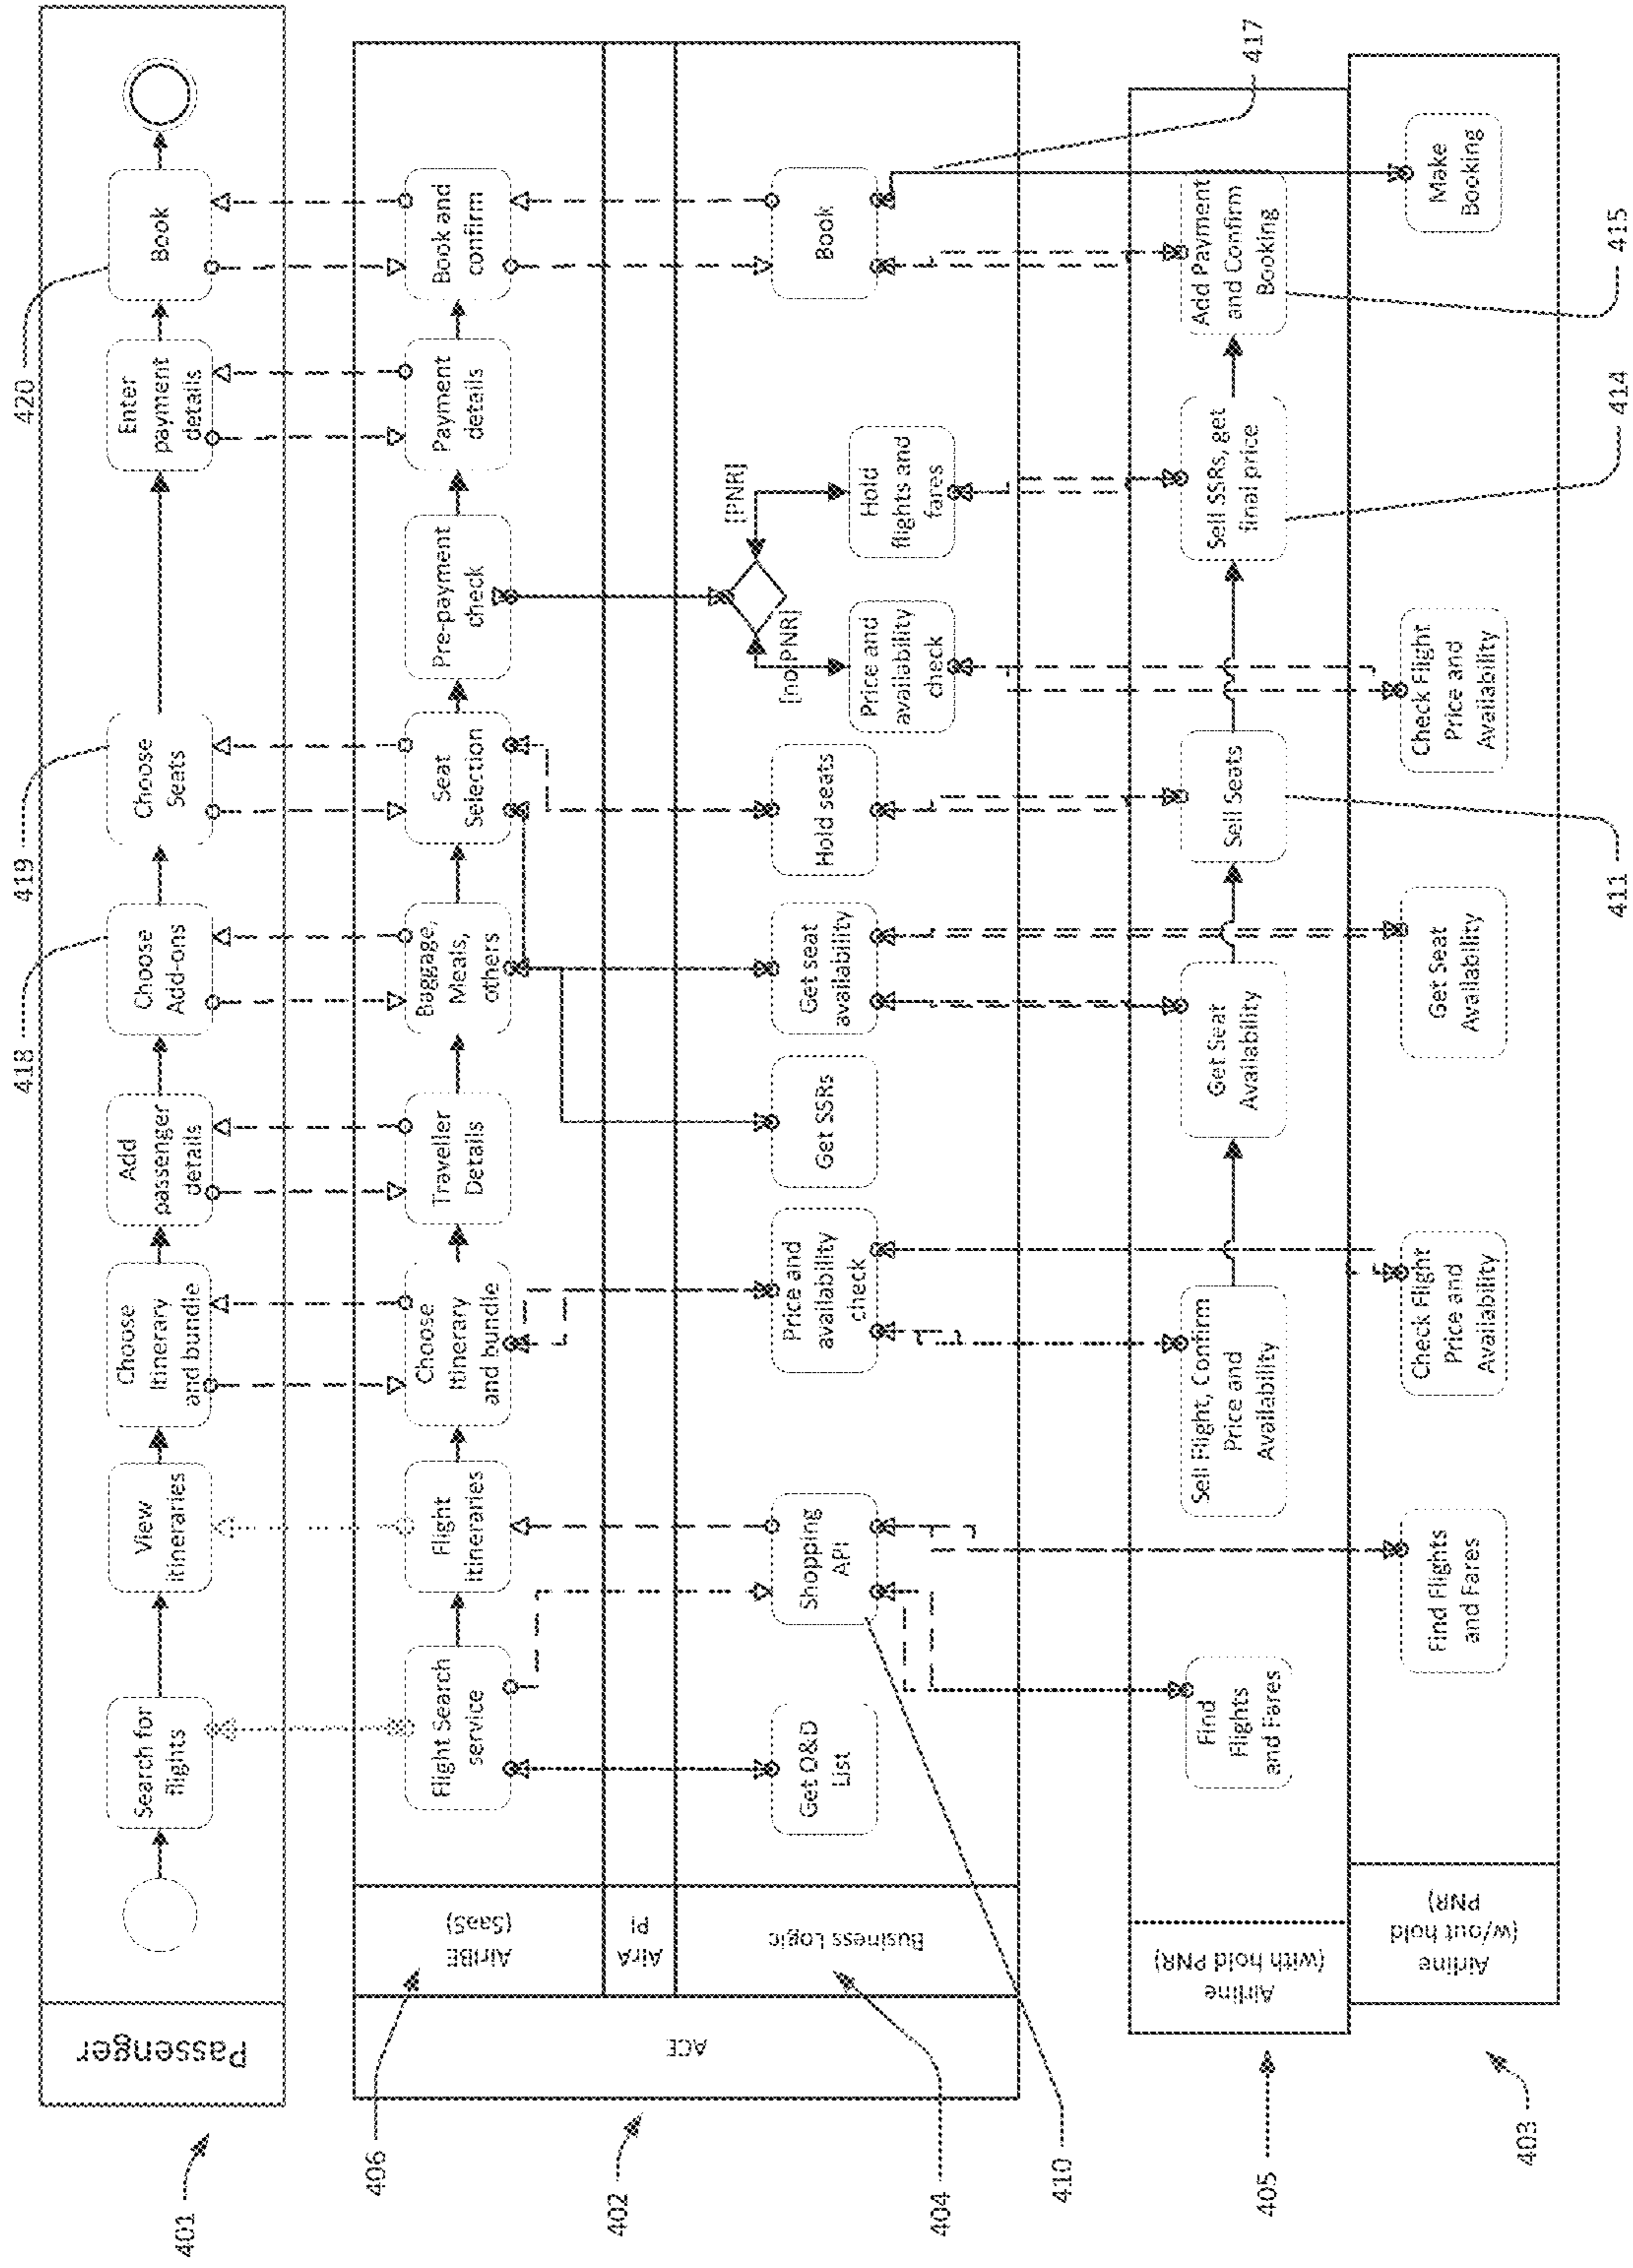 401
Passenger
Search for
flights
View
itineraries
Choose
Itinerary
and bundle
Add
passenger
details
418
Choose
Add-ons
419
Choose
Seats
Enter
payment
details
420
Book
406
402
ACE
AirIBE
(SaaS)
Flight Search
service
Flight
itineraries
Choose
Itinerary
and bundle
Traveller
Details
Baggage,
Meals,
others
Seat
Selection
Pre-payment
check
Payment
details
Book and
confirm
AirA
PI
404
Business Logic
Get O&D
List
410
Shopping
API
Price and
availability
check
Get SSRs
Get seat
availability
Hold seats
[no PNR]
Price and
availability
check
[PNR]
Hold
flights and
fares
Book
417
405
Airline
(with hold PNR)
Find
Flights
and Fares
Sell Flight, Confirm
Price and
Availability
Get Seat
Availability
Sell Seats
411
Sell SSRs, get
final price
414
Add Payment
and Confirm
Booking
415
403
Airline
(w/out hold
PNR)
Find Flights
and Fares
Check Flight
Price and
Availability
Get Seat
Availability
Check Flight
Price and
Availability
Make
Booking